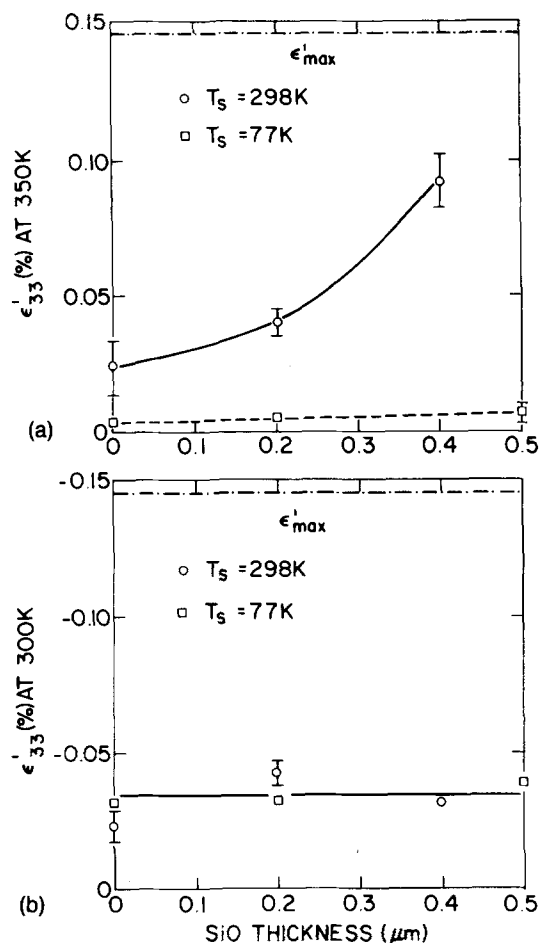 0.15
ε'max
○ Ts = 298K
□ Ts = 77K
0.10
0.05
0
ε'33 (%) AT 350K
(a)
0 0.1 0.2 0.3 0.4 0.5
-0.15
ε'max
○ Ts = 298K
□ Ts = 77K
-0.10
-0.05
0
ε'33 (%) AT 300K
(b)
0 0.1 0.2 0.3 0.4 0.5
SiO THICKNESS (μm)